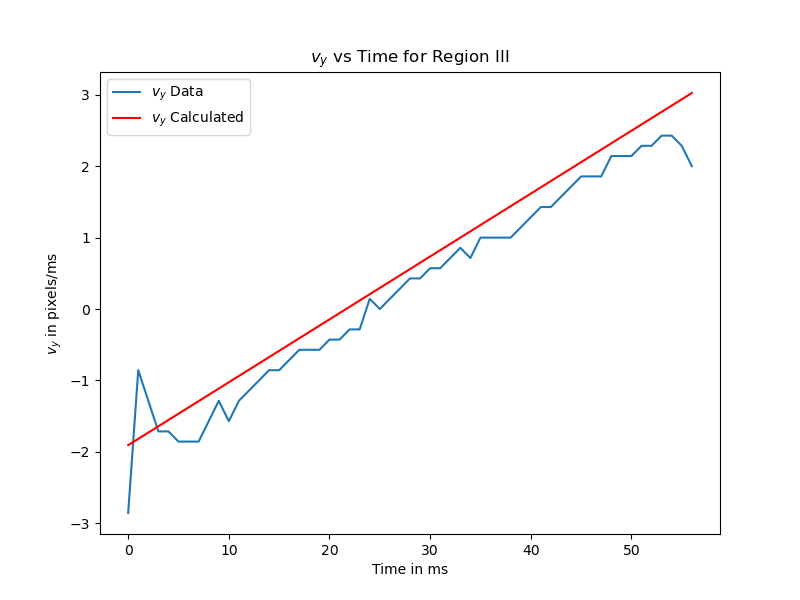 v_y vs Time for Region III
v_y Data
v_y Calculated
3
2
1
0
−1
−2
−3
v_y in pixels/ms
0 10 20 30 40 50
Time in ms